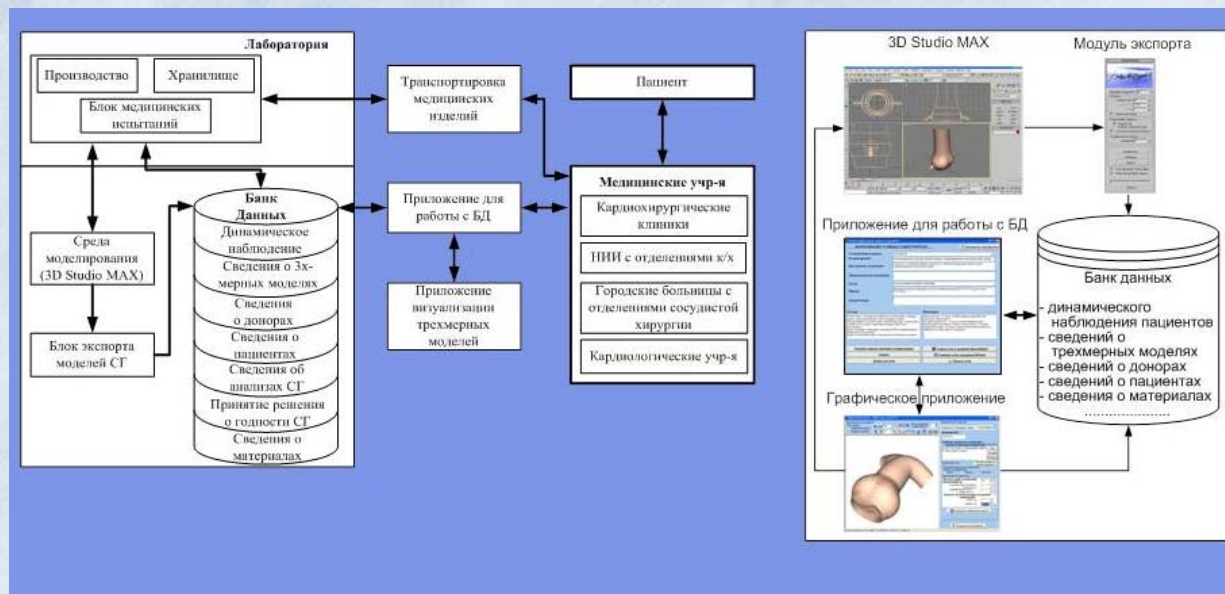 Лаборатория
Производство
Хранилище
Блок медицинских
испытаний
Среда
моделирования
(3D Studio MAX)
Блок экспорта
моделей СГ
Банк
Данных
Динамическое
наблюдение
Сведения о 3х-
мерных моделях
Сведения
о донорах
Сведения о
пациентах
Сведения об
анализах СГ
Принятие решения
о годности СГ
Сведения о
материалах
Транспортировка
медицинских
изделий
Приложение для
работы с БД
Приложение
визуализации
трехмерных
моделей
Пациент
Медицинские учр-я
Кардиохирургические
клиники
НИИ с отделениями к/х
Городские больницы с
отделениями сосудистой
хирургии
Кардиологические учр-я
3D Studio MAX
Модуль экспорта
Приложение для работы с БД
Банк данных
- динамического
наблюдения пациентов
- сведений о
трехмерных моделях
- сведений о донорах
- сведений о пациентах
- сведения о материалах
........................
Графическое приложение